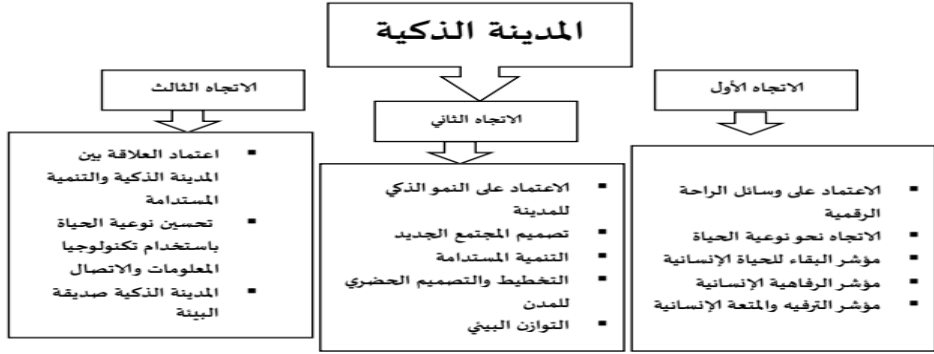 المدينة الذكية
الاتجاه الأول
الاعتماد على وسائل الراحة
الرقمية
الاتجاه نحو نوعية الحياة
مؤشر البقاء للحياة الإنسانية
مؤشر الرفاهية الإنسانية
مؤشر الترفيه والمتعة الإنسانية
الاتجاه الثاني
الاعتماد على النمو الذكي
للمدينة
تصميم المجتمع الجديد
التنمية المستدامة
التخطيط والتصميم الحضري
للمدن
التوازن البيئي
الاتجاه الثالث
اعتماد العلاقة بين
المدينة الذكية والتنمية
المستدامة
تحسين نوعية الحياة
باستخدام تكنولوجيا
المعلومات والاتصال
المدينة الذكية صديقة
البيئة